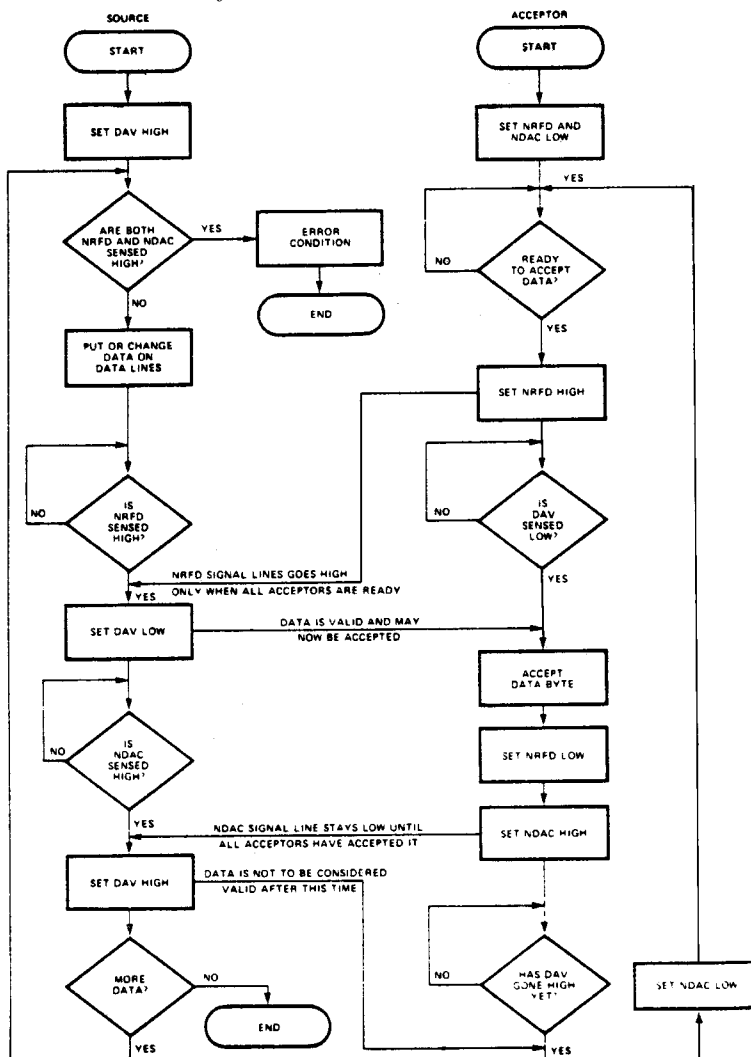 SOURCE
START
SET DAV HIGH
ARE BOTH
NRFD AND NDAC
SENSED
HIGH?
YES
ERROR
CONDITION
END
NO
PUT OR CHANGE
DATA ON
DATA LINES
NO
IS
NRFD
SENSED
HIGH?
NRFD SIGNAL LINES GOES HIGH
ONLY WHEN ALL ACCEPTORS ARE READY
YES
SET DAV LOW
DATA IS VALID AND MAY
NOW BE ACCEPTED
NO
IS
NDAC
SENSED
HIGH?
YES
NDAC SIGNAL LINE STAYS LOW UNTIL
ALL ACCEPTORS HAVE ACCEPTED IT
SET DAV HIGH
DATA IS NOT TO BE CONSIDERED
VALID AFTER THIS TIME
MORE
DATA?
NO
END
YES
ACCEPTOR
START
SET NRFD AND
NDAC LOW
YES
NO
READY
TO ACCEPT
DATA?
YES
SET NRFD HIGH
NO
IS
DAV
SENSED
LOW?
YES
ACCEPT
DATA BYTE
SET NRFD LOW
SET NDAC HIGH
NO
HAS DAV
GONE HIGH
YET?
YES
SET NDAC LOW